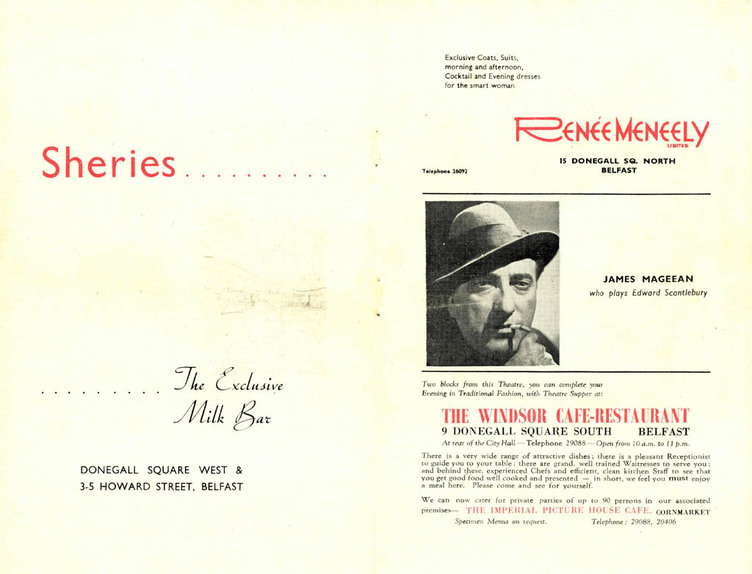 Sheries..........
......... The Exclusive
Milk Bar
DONEGALL SQUARE WEST &
3-5 HOWARD STREET, BELFAST
Exclusive Coats, Suits,
morning and afternoon,
Cocktail and Evening dresses
for the smart woman
RENÉE MENEELY
LIMITED
15 DONEGALL SQ. NORTH
Telephone 26092 BELFAST
JAMES MAGEEAN
who plays Edward Scantlebury
Two blocks from this Theatre, you can complete your
Evening in Traditional Fashion, with Theatre Supper at:
THE WINDSOR CAFE-RESTAURANT
9 DONEGALL SQUARE SOUTH BELFAST
At rear of the City Hall—Telephone 29088—Open from 10 a.m. to 11 p.m.
There is a very wide range of attractive dishes; there is a pleasant Receptionist
to guide you to your table; there are grand, well trained Waitresses to serve you;
and behind these, experienced Chefs and efficient, clean kitchen Staff to see that
you get good food well cooked and presented — in short, we feel you must enjoy
a meal here. Please come and see for yourself.
We can now cater for private parties of up to 90 persons in our associated
premises— THE IMPERIAL PICTURE HOUSE CAFE, CORNMARKET
Specimen Menus on request. Telephone: 29088, 20406